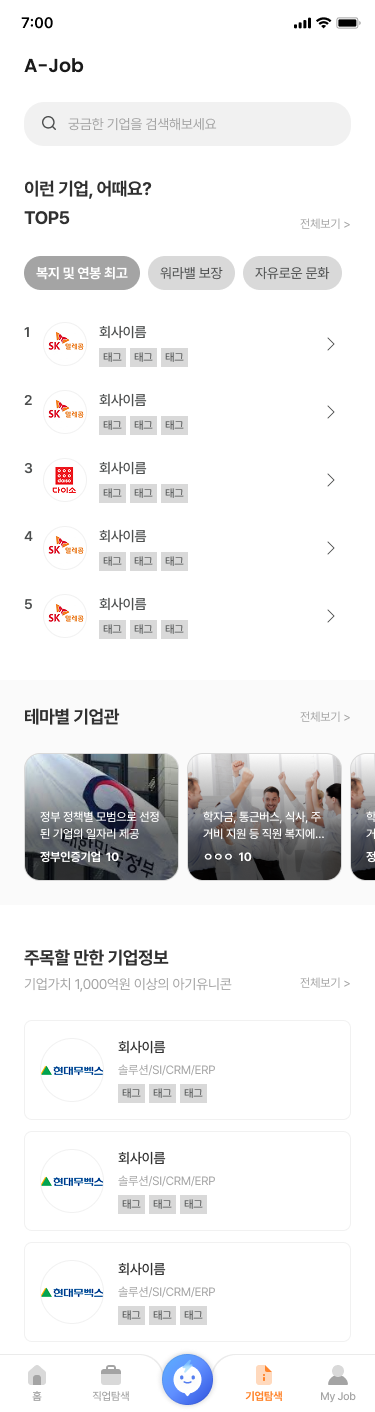 7:00
A-Job
궁금한 기업을 검색해보세요
이런 기업, 어때요?
TOP5
전체보기 >
복지 및 연봉 최고
워라밸 보장
자유로운 문화
1
SK 텔레콤
회사이름
태그 태그 태그
2
SK 텔레콤
회사이름
태그 태그 태그
3
daiso
다이소
회사이름
태그 태그 태그
4
SK 텔레콤
회사이름
태그 태그 태그
5
SK 텔레콤
회사이름
태그 태그 태그
테마별 기업관
전체보기 >
대한민국정부
정부 정책별 모범으로 선정
된 기업의 일자리 제공
정부인증기업 10
학자금, 통근버스, 식사, 주
거비 지원 등 직원 복지에...
ㅇㅇㅇ 10
학
거
정
주목할 만한 기업정보
기업가치 1,000억원 이상의 아기유니콘
전체보기 >
현대무벡스
회사이름
솔루션/SI/CRM/ERP
태그 태그 태그
현대무벡스
회사이름
솔루션/SI/CRM/ERP
태그 태그 태그
현대무벡스
회사이름
솔루션/SI/CRM/ERP
태그 태그 태그
홈
직업탐색
기업탐색
My Job